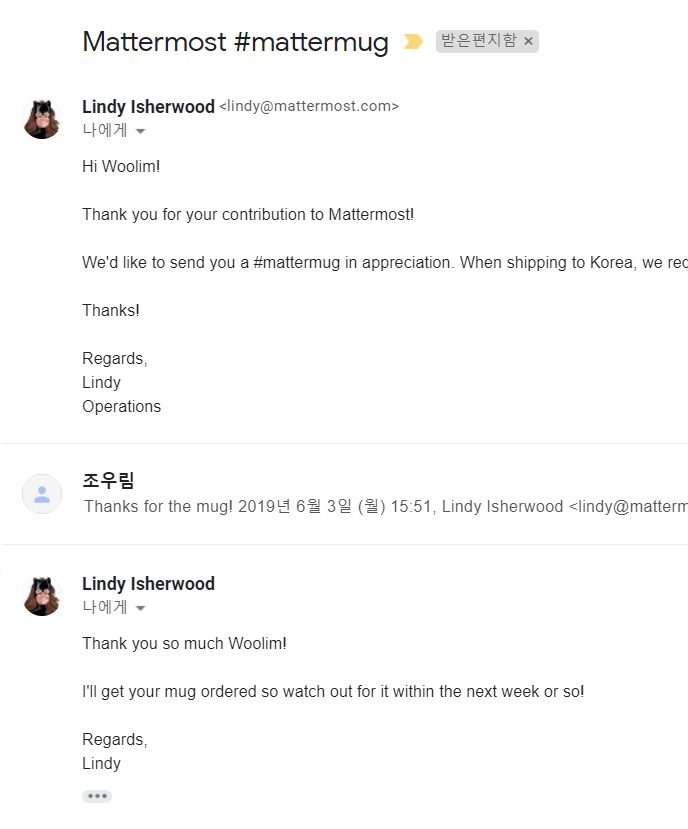 Mattermost #mattermug 받은편지함 ×
Lindy Isherwood <lindy@mattermost.com>
나에게
Hi Woolim!
Thank you for your contribution to Mattermost!
We'd like to send you a #mattermug in appreciation. When shipping to Korea, we
Thanks!
Regards,
Lindy
Operations
조우림
Thanks for the mug! 2019년 6월 3일 (월) 15:51, Lindy Isherwood <lindy@matterm
Lindy Isherwood
나에게
Thank you so much Woolim!
I'll get your mug ordered so watch out for it within the next week or so!
Regards,
Lindy